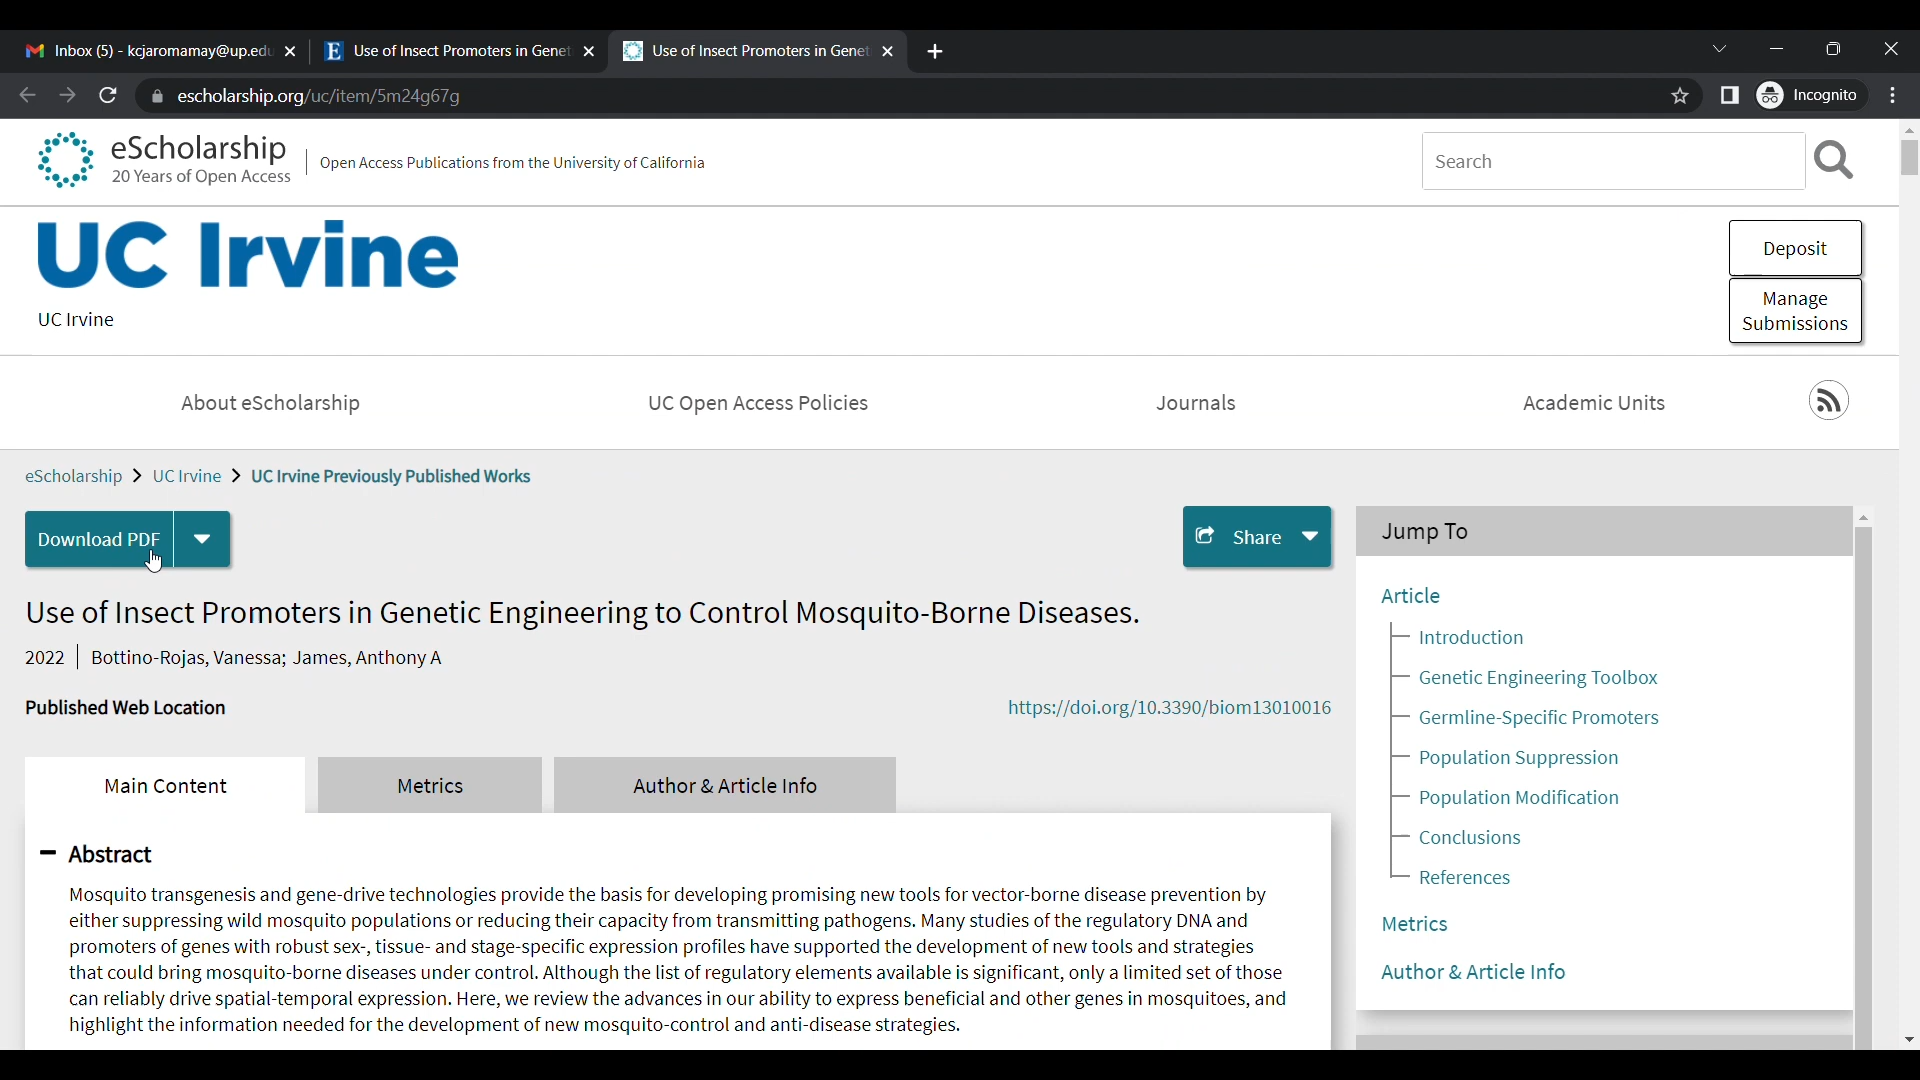 Inbox (5) - kcjaromamay@up.edu
Use of Insect Promoters in Genet
Use of Insect Promoters in Genet
escholarship.org/uc/item/5m24g67g
Incognito
eScholarship
20 Years of Open Access
Open Access Publications from the University of California
Search
UC Irvine
UC Irvine
Deposit
Manage
Submissions
About eScholarship
UC Open Access Policies
Journals
Academic Units
eScholarship > UC Irvine > UC Irvine Previously Published Works
Download PDF
Share
Use of Insect Promoters in Genetic Engineering to Control Mosquito-Borne Diseases.
2022 | Bottino-Rojas, Vanessa; James, Anthony A
Published Web Location
https://doi.org/10.3390/biom13010016
Main Content
Metrics
Author & Article Info
Abstract
Mosquito transgenesis and gene-drive technologies provide the basis for developing promising new tools for vector-borne disease prevention by
either suppressing wild mosquito populations or reducing their capacity from transmitting pathogens. Many studies of the regulatory DNA and
promoters of genes with robust sex-, tissue- and stage-specific expression profiles have supported the development of new tools and strategies
that could bring mosquito-borne diseases under control. Although the list of regulatory elements available is significant, only a limited set of those
can reliably drive spatial-temporal expression. Here, we review the advances in our ability to express beneficial and other genes in mosquitoes, and
highlight the information needed for the development of new mosquito-control and anti-disease strategies.
Jump To
Article
Introduction
Genetic Engineering Toolbox
Germline-Specific Promoters
Population Suppression
Population Modification
Conclusions
References
Metrics
Author & Article Info